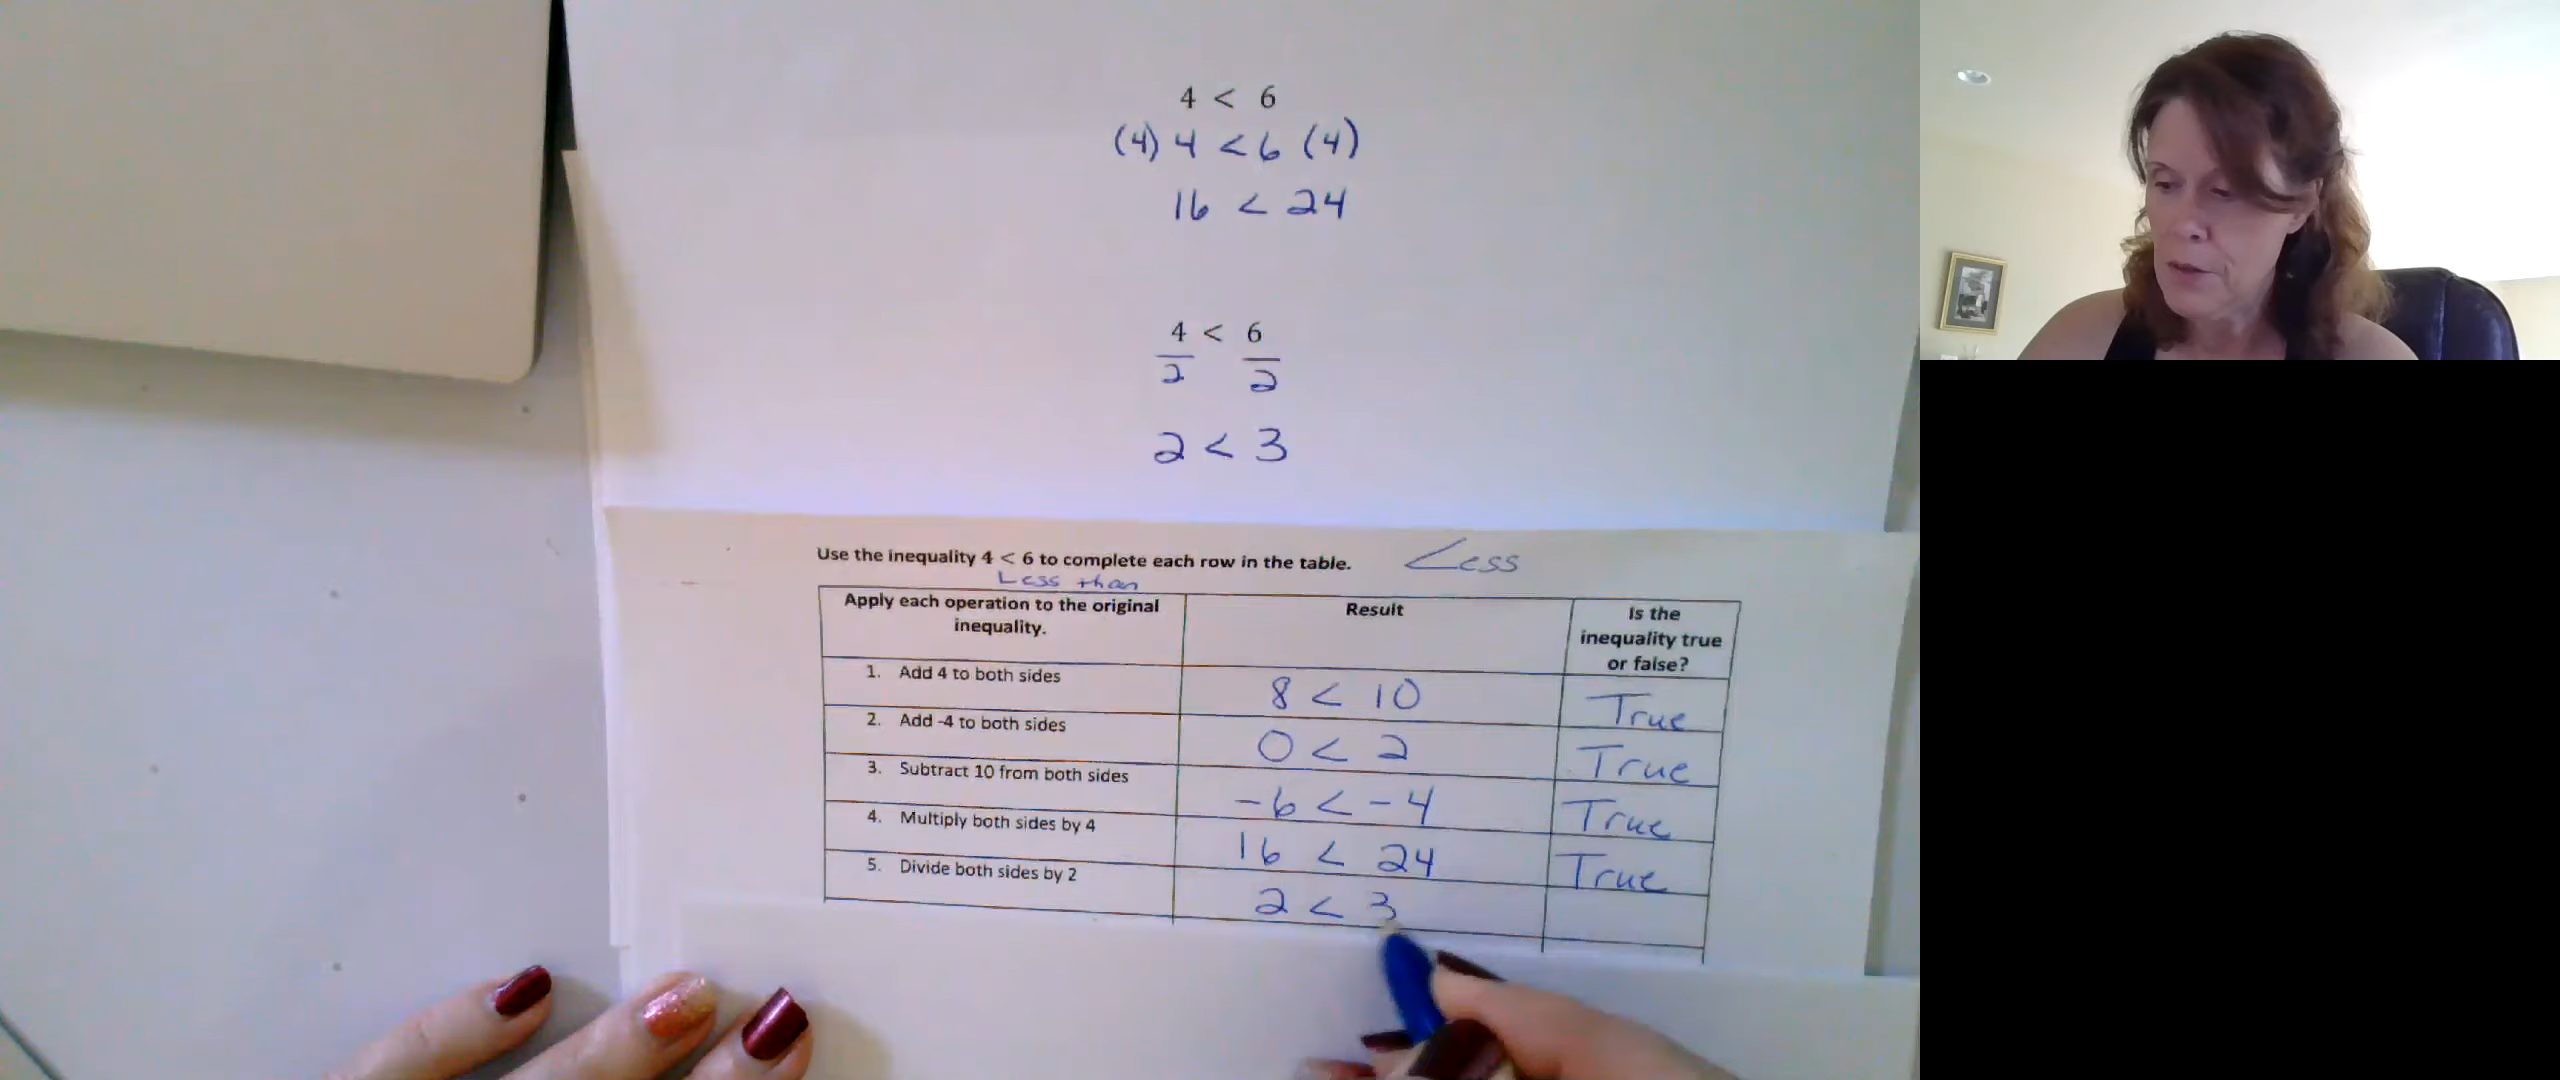 4 < 6
(4) 4 < 6 (4)
16 < 24
4 < 6
2 2
2 < 3
Use the inequality 4 < 6 to complete each row in the table. Less
Less than
Apply each operation to the original inequality. Result Is the inequality true or false?
1. Add 4 to both sides 8 < 10 True
2. Add -4 to both sides 0 < 2 True
3. Subtract 10 from both sides -6 < -4 True
4. Multiply both sides by 4 16 < 24 True
5. Divide both sides by 2 2 < 3